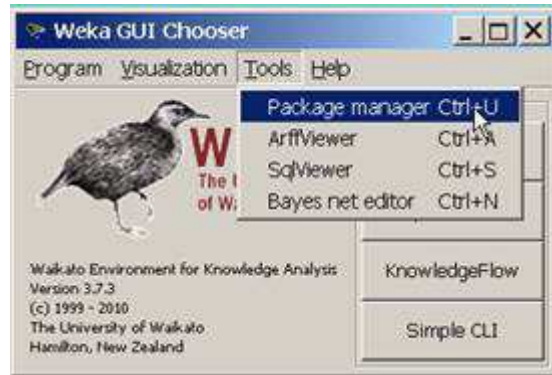 Weka GUI Chooser
Program Visualization Tools Help
Package manager Ctrl+U
ArffViewer Ctrl+A
SqlViewer Ctrl+S
Bayes net editor Ctrl+N
W
The
of W
Waikato Environment for Knowledge Analysis
Version 3.7.3
(c) 1999 - 2010
The University of Waikato
Hamilton, New Zealand
KnowledgeFlow
Simple CLI